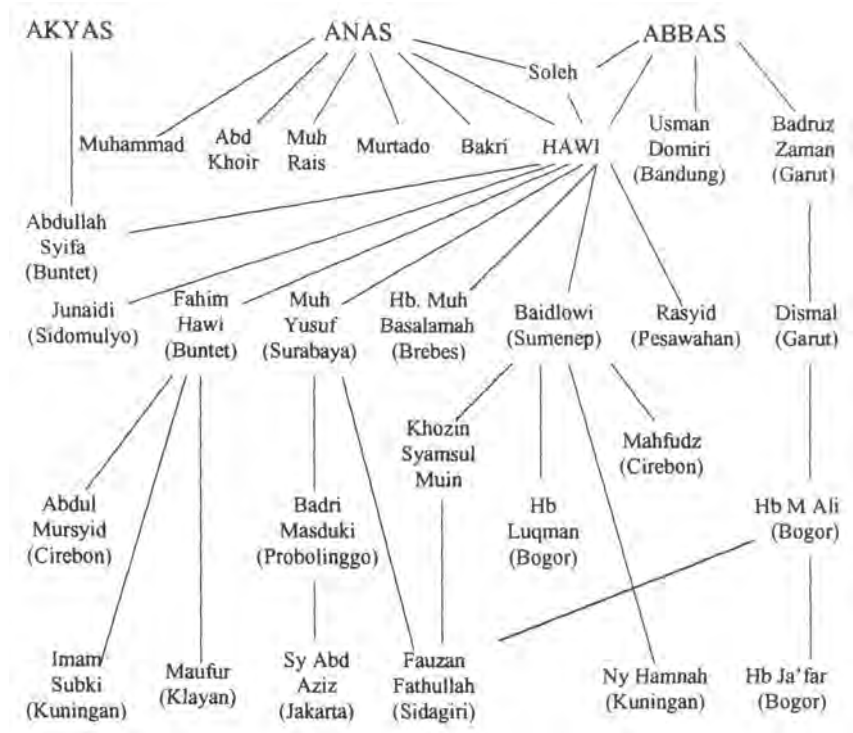 AKYAS
ANAS
ABBAS
Soleh
Muhammad
Abd
Khoir
Muh
Rais
Murtado
Bakri
HAWI
Usman
Domiri
(Bandung)
Badruz
Zaman
(Garut)
Abdullah
Syifa
(Buntet)
Junaidi
(Sidomulyo)
Fahim
Hawi
(Buntet)
Muh
Yusuf
(Surabaya)
Hb. Muh
Basalamah
(Brebes)
Baidlowi
(Sumenep)
Rasyid
(Pesawahan)
Dismal
(Garut)
Khozin
Syamsul
Muin
Mahfudz
(Cirebon)
Abdul
Mursyid
(Cirebon)
Badri
Masduki
(Probolinggo)
Hb
Luqman
(Bogor)
Hb M Ali
(Bogor)
Imam
Subki
(Kuningan)
Maufur
(Klayan)
Sy Abd
Aziz
(Jakarta)
Fauzan
Fathullah
(Sidagiri)
Ny Hamnah
(Kuningan)
Hb Ja'far
(Bogor)